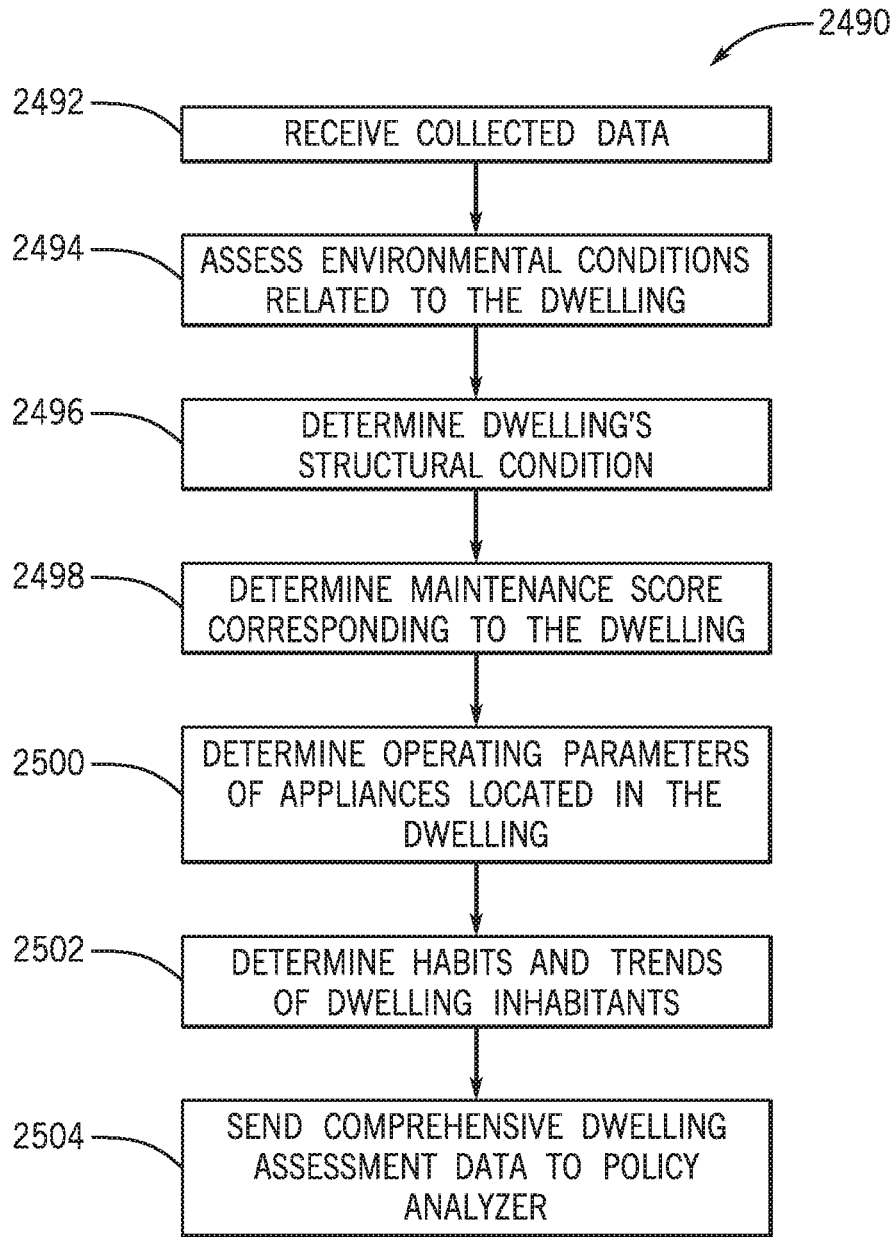 2490
2492
RECEIVE COLLECTED DATA
2494
ASSESS ENVIRONMENTAL CONDITIONS
RELATED TO THE DWELLING
2496
DETERMINE DWELLING'S
STRUCTURAL CONDITION
2498
DETERMINE MAINTENANCE SCORE
CORRESPONDING TO THE DWELLING
2500
DETERMINE OPERATING PARAMETERS
OF APPLIANCES LOCATED IN THE
DWELLING
2502
DETERMINE HABITS AND TRENDS
OF DWELLING INHABITANTS
2504
SEND COMPREHENSIVE DWELLING
ASSESSMENT DATA TO POLICY
ANALYZER